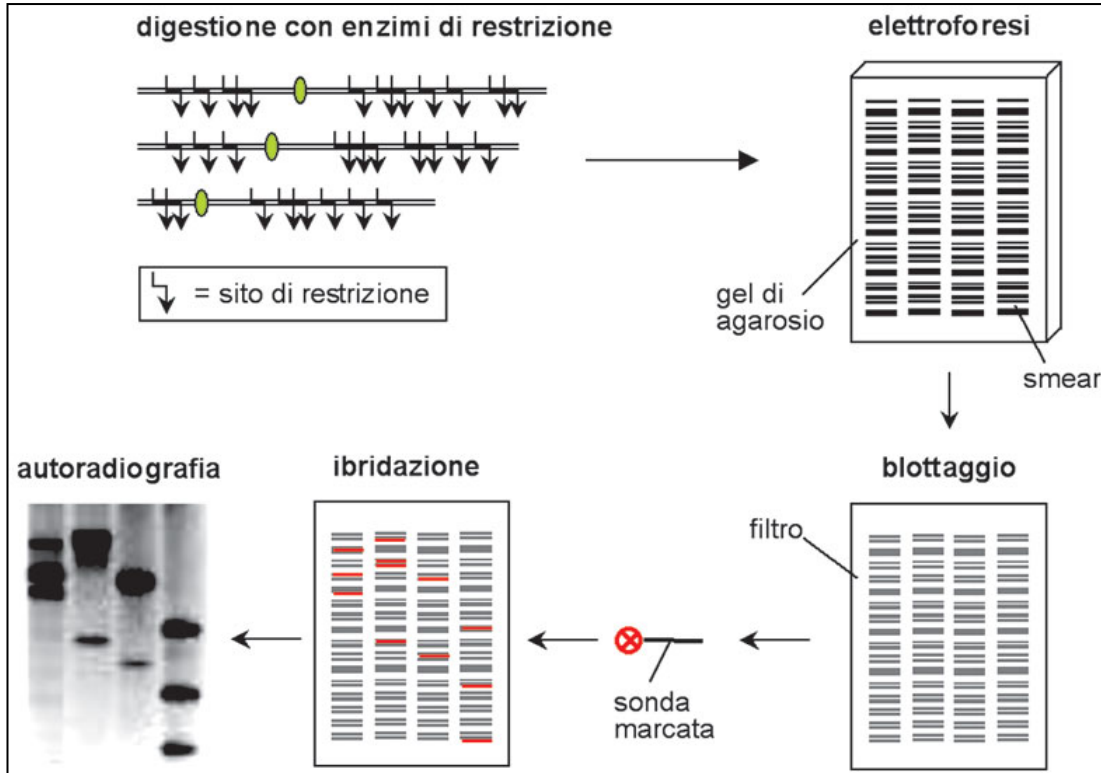 digestione con enzimi di restrizione
elettroforesi
= sito di restrizione
gel di
agarosio
smear
autoradiografia
ibridazione
blottaggio
filtro
sonda
marcata